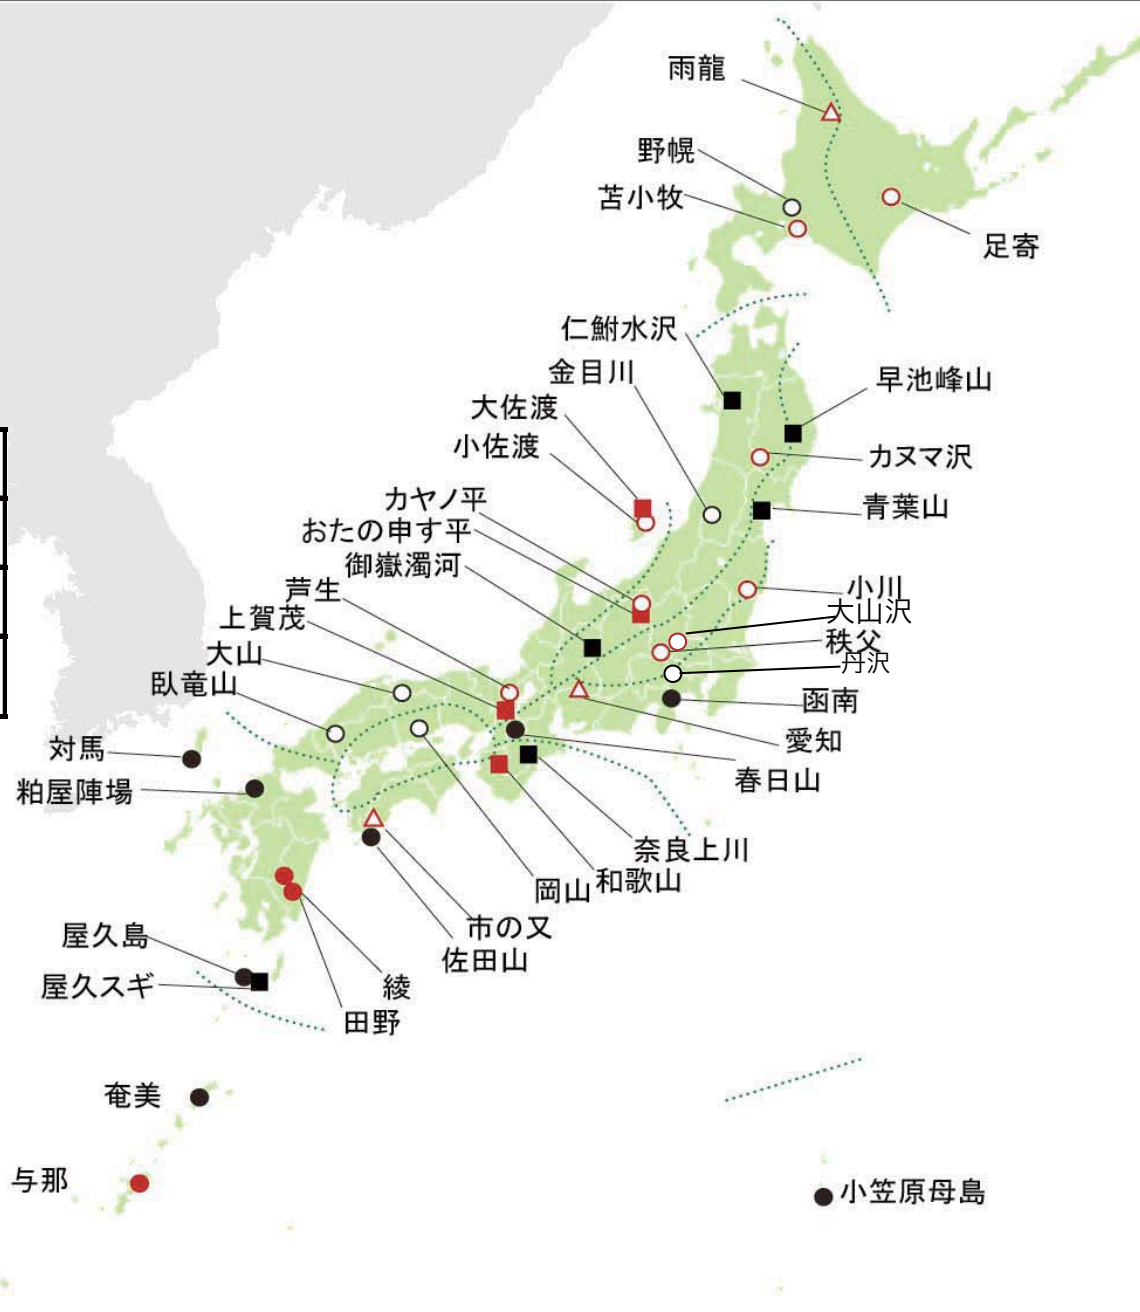 雨龍
野幌
苫小牧
足寄
仁鮒水沢
金目川
早池峰山
大佐渡
小佐渡
カヌマ沢
カヤノ平
青葉山
おたの申す平
御嶽濁河
芦生
小川
大山沢
上賀茂
秩父
大山
丹沢
臥竜山
函南
愛知
対馬
春日山
粕屋陣場
奈良上川
和歌山
岡山
市の又
屋久島
佐田山
屋久スギ
綾
田野
奄美
与那
小笠原母島